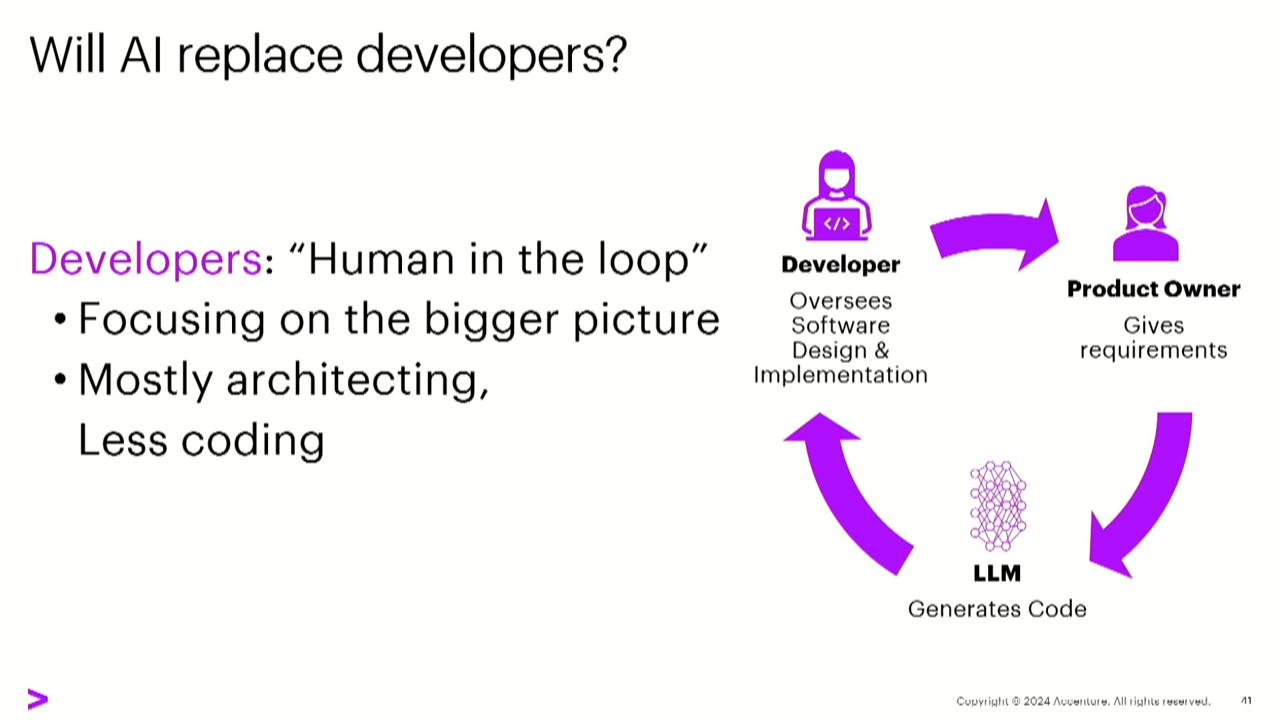 Will AI replace developers?
Developers: “Human in the loop”
• Focusing on the bigger picture
• Mostly architecting,
Less coding
</>
Developer
Oversees
Software
Design &
Implementation
Product Owner
Gives
requirements
LLM
Generates Code
Copyright © 2024 Accenture. All rights reserved.
41